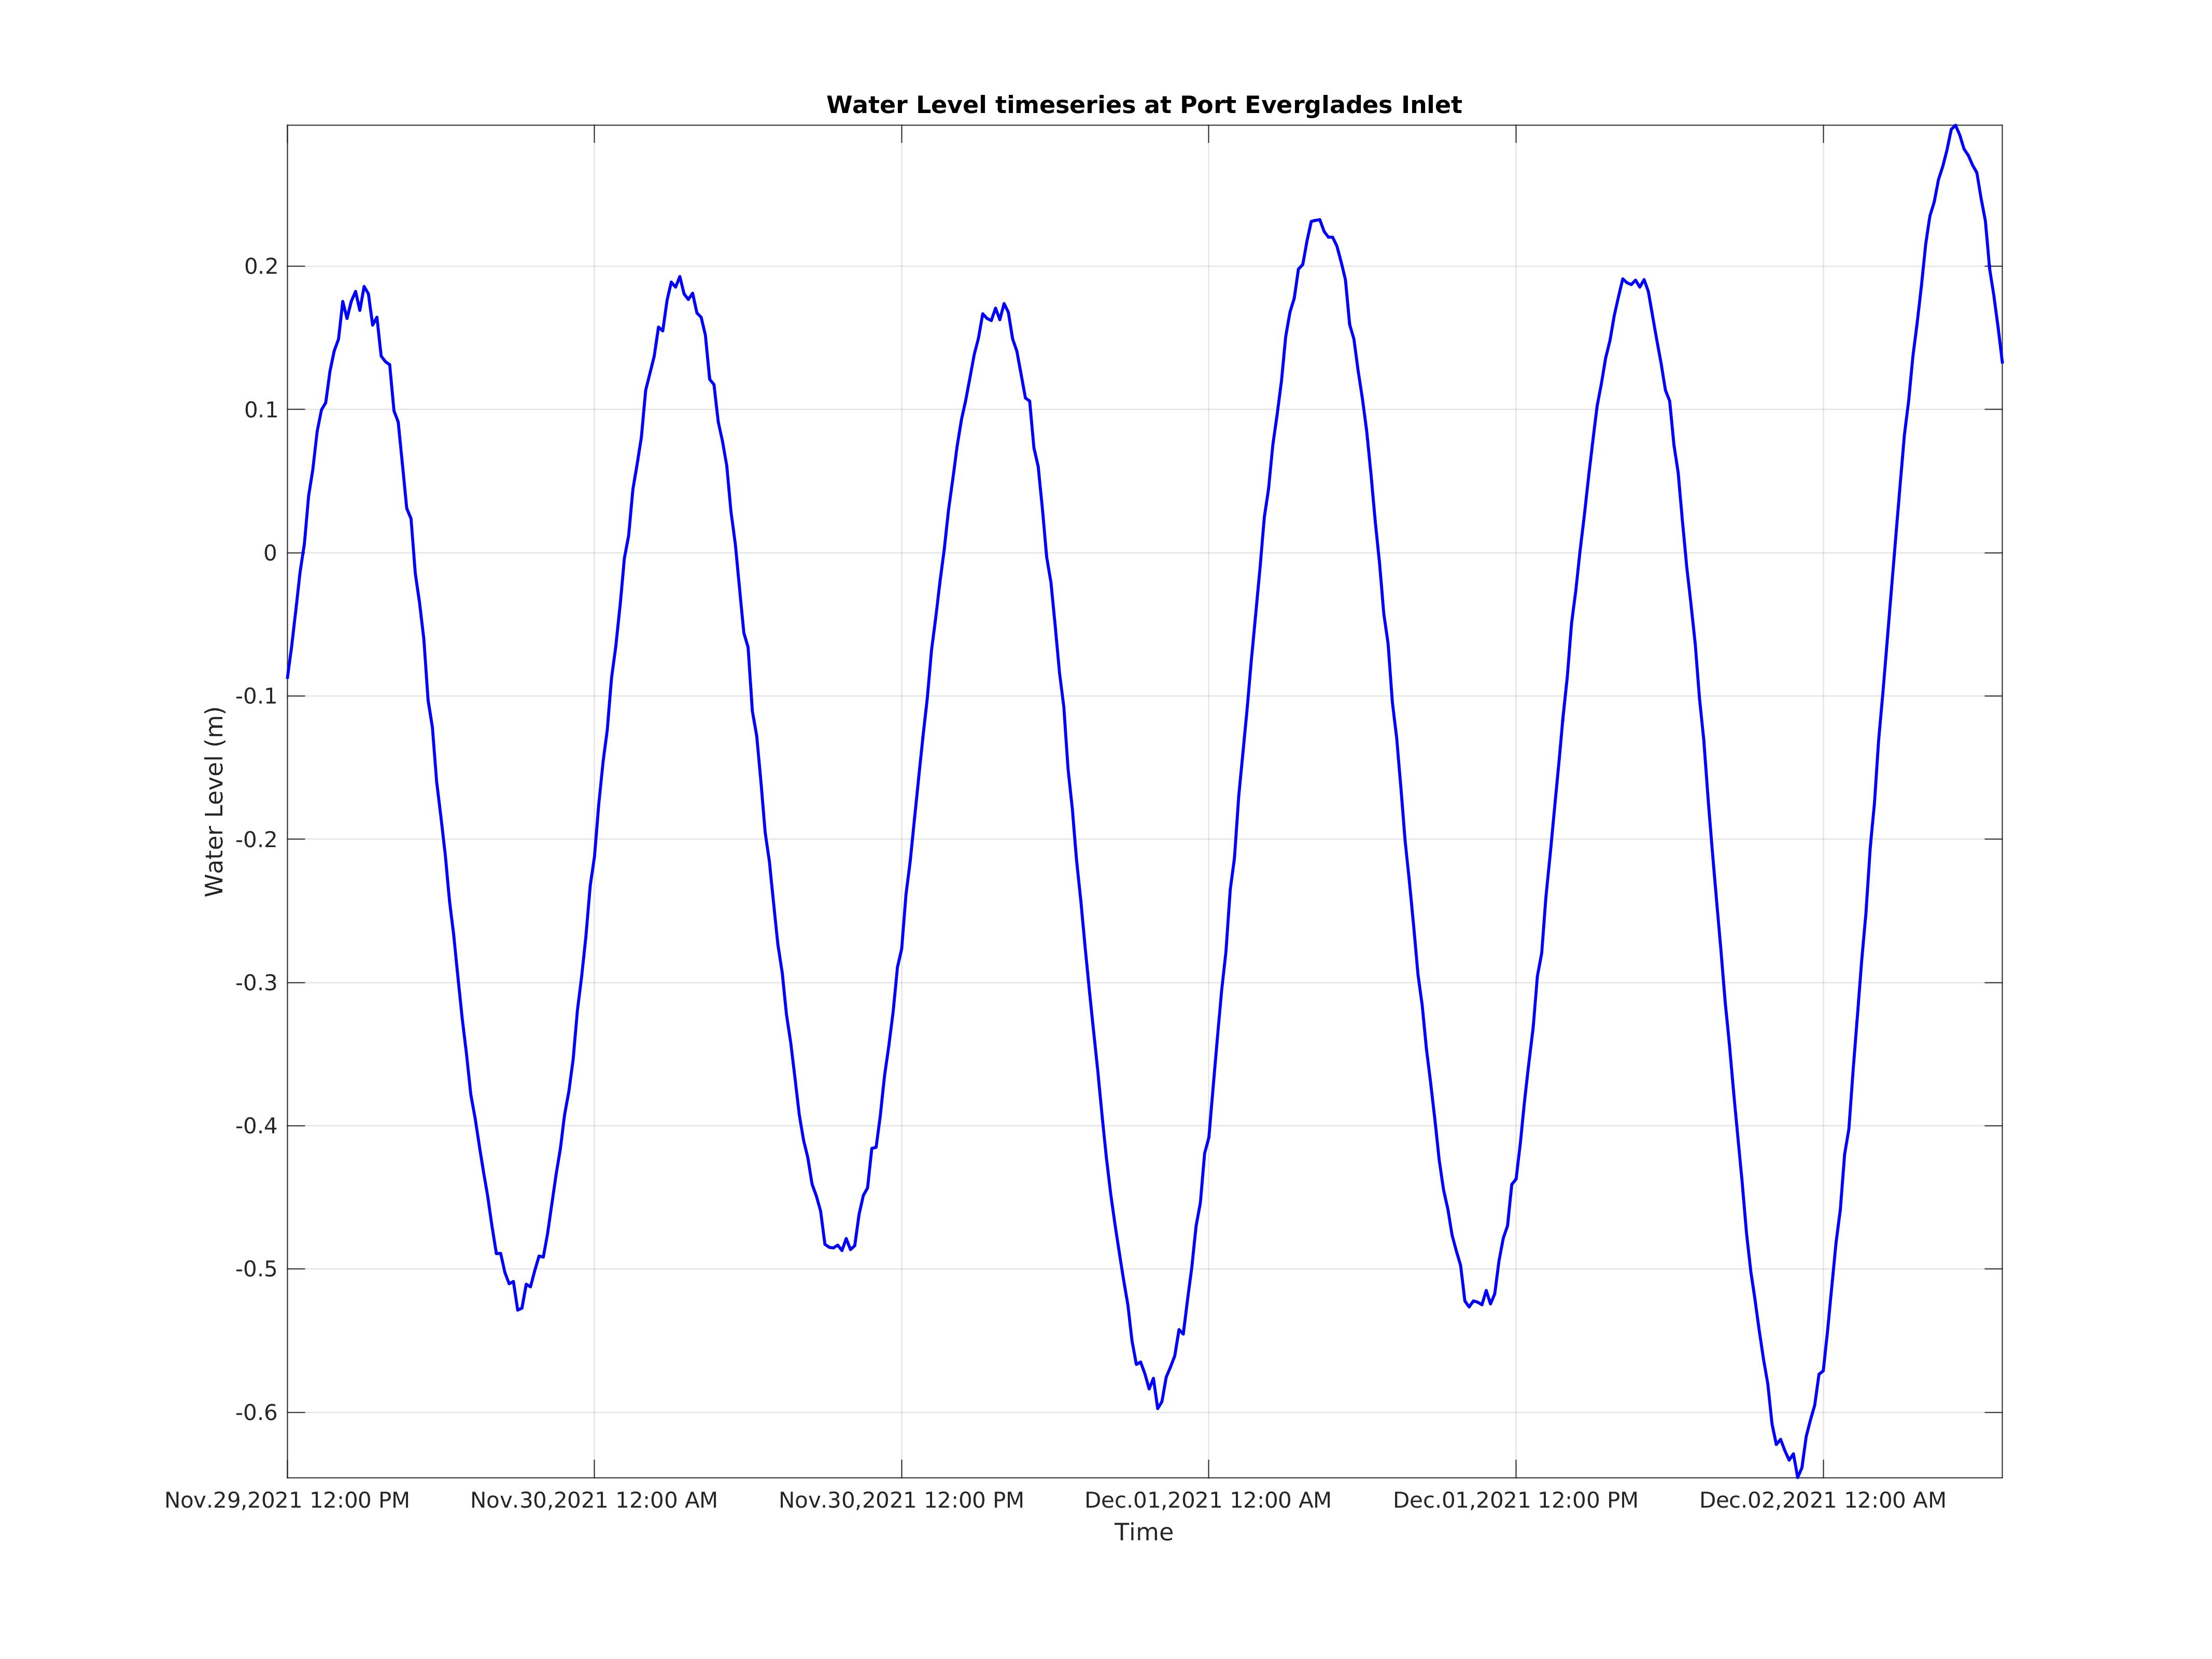 Water Level timeseries at Port Everglades Inlet
0.2
0.1
0
-0.1
-0.2
-0.3
-0.4
-0.5
-0.6
Water Level (m)
Nov.29,2021 12:00 PM Nov.30,2021 12:00 AM Nov.30,2021 12:00 PM Dec.01,2021 12:00 AM Dec.01,2021 12:00 PM Dec.02,2021 12:00 AM
Time